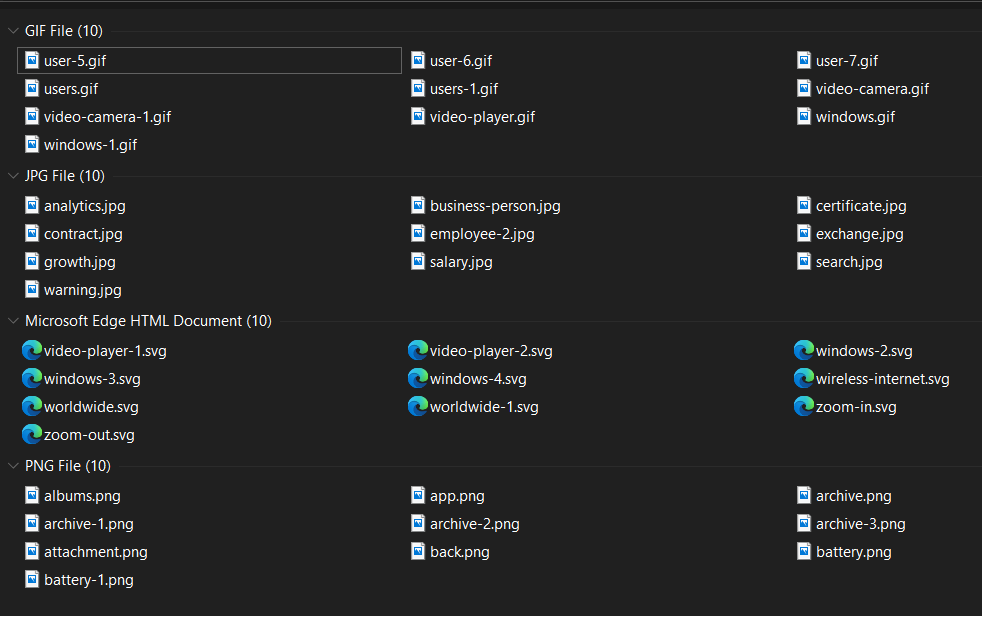 GIF File (10)
user-5.gif user-6.gif user-7.gif
users.gif users-1.gif video-camera.gif
video-camera-1.gif video-player.gif windows.gif
windows-1.gif
JPG File (10)
analytics.jpg business-person.jpg certificate.jpg
contract.jpg employee-2.jpg exchange.jpg
growth.jpg salary.jpg search.jpg
warning.jpg
Microsoft Edge HTML Document (10)
video-player-1.svg video-player-2.svg windows-2.svg
windows-3.svg windows-4.svg wireless-internet.svg
worldwide.svg worldwide-1.svg zoom-in.svg
zoom-out.svg
PNG File (10)
albums.png app.png archive.png
archive-1.png archive-2.png archive-3.png
attachment.png back.png battery.png
battery-1.png